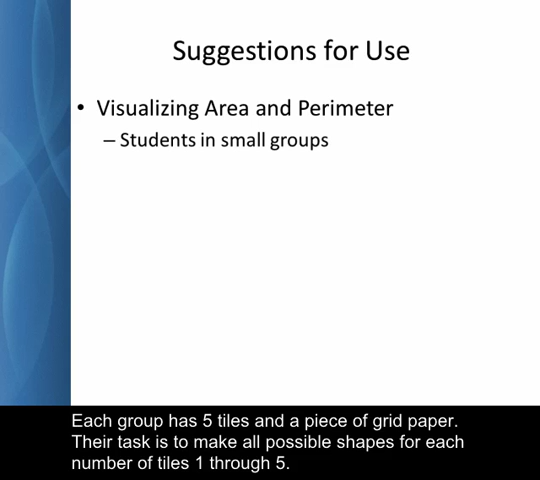 Suggestions for Use
• Visualizing Area and Perimeter
– Students in small groups
Each group has 5 tiles and a piece of grid paper.
Their task is to make all possible shapes for each
number of tiles 1 through 5.